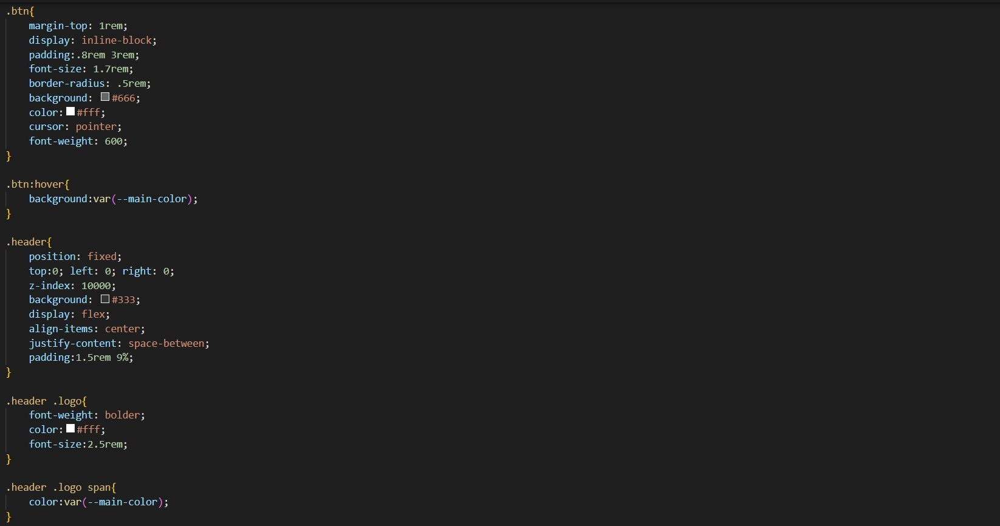 .btn{
    margin-top: 1rem;
    display: inline-block;
    padding:.8rem 3rem;
    font-size: 1.7rem;
    border-radius: .5rem;
    background: #666;
    color:#fff;
    cursor: pointer;
    font-weight: 600;
}
.btn:hover{
    background:var(--main-color);
}
.header{
    position: fixed;
    top:0; left: 0; right: 0;
    z-index: 10000;
    background: #333;
    display: flex;
    align-items: center;
    justify-content: space-between;
    padding:1.5rem 9%;
}
.header .logo{
    font-weight: bolder;
    color:#fff;
    font-size:2.5rem;
}
.header .logo span{
    color:var(--main-color);
}